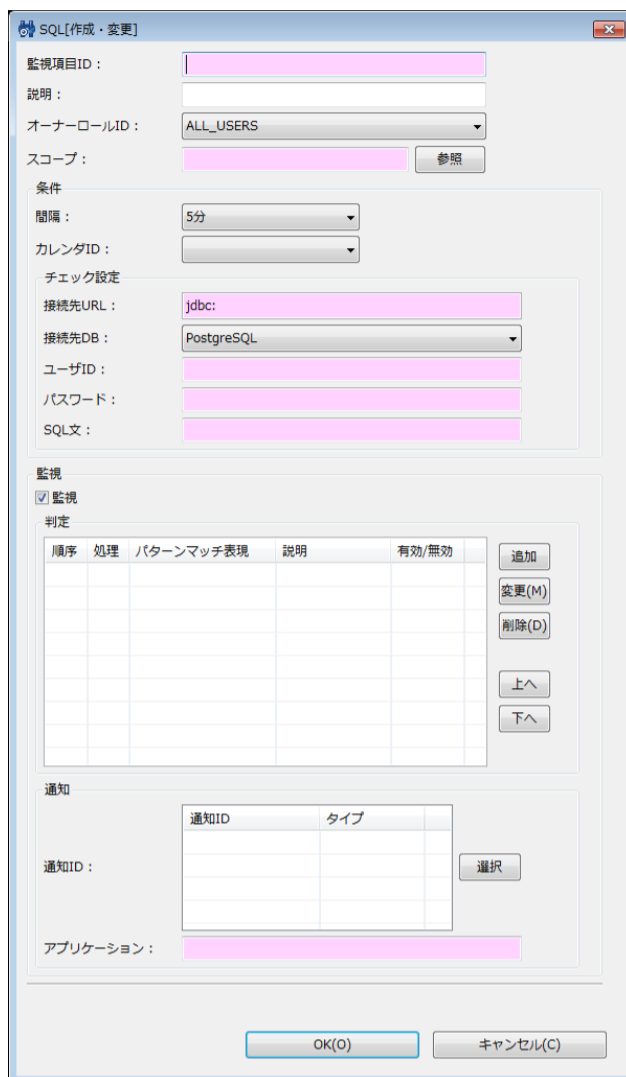 SQL[作成・変更]
監視項目ID：
説明：
オーナーロールID： ALL_USERS
スコープ： 参照
条件
間隔： 5分
カレンダID：
チェック設定
接続先URL： jdbc:
接続先DB： PostgreSQL
ユーザID：
パスワード：
SQL文：
監視
監視
判定
順序 処理 パターンマッチ表現 説明 有効/無効
追加
変更(M)
削除(D)
上へ
下へ
通知
通知ID タイプ
通知ID： 選択
アプリケーション：
OK(O) キャンセル(C)